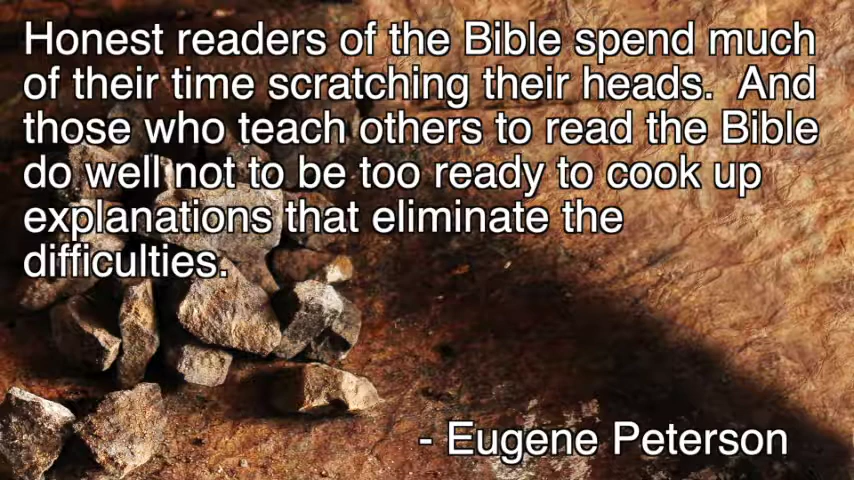 Honest readers of the Bible spend much
of their time scratching their heads.  And
those who teach others to read the Bible
do well not to be too ready to cook up
explanations that eliminate the
difficulties.
- Eugene Peterson